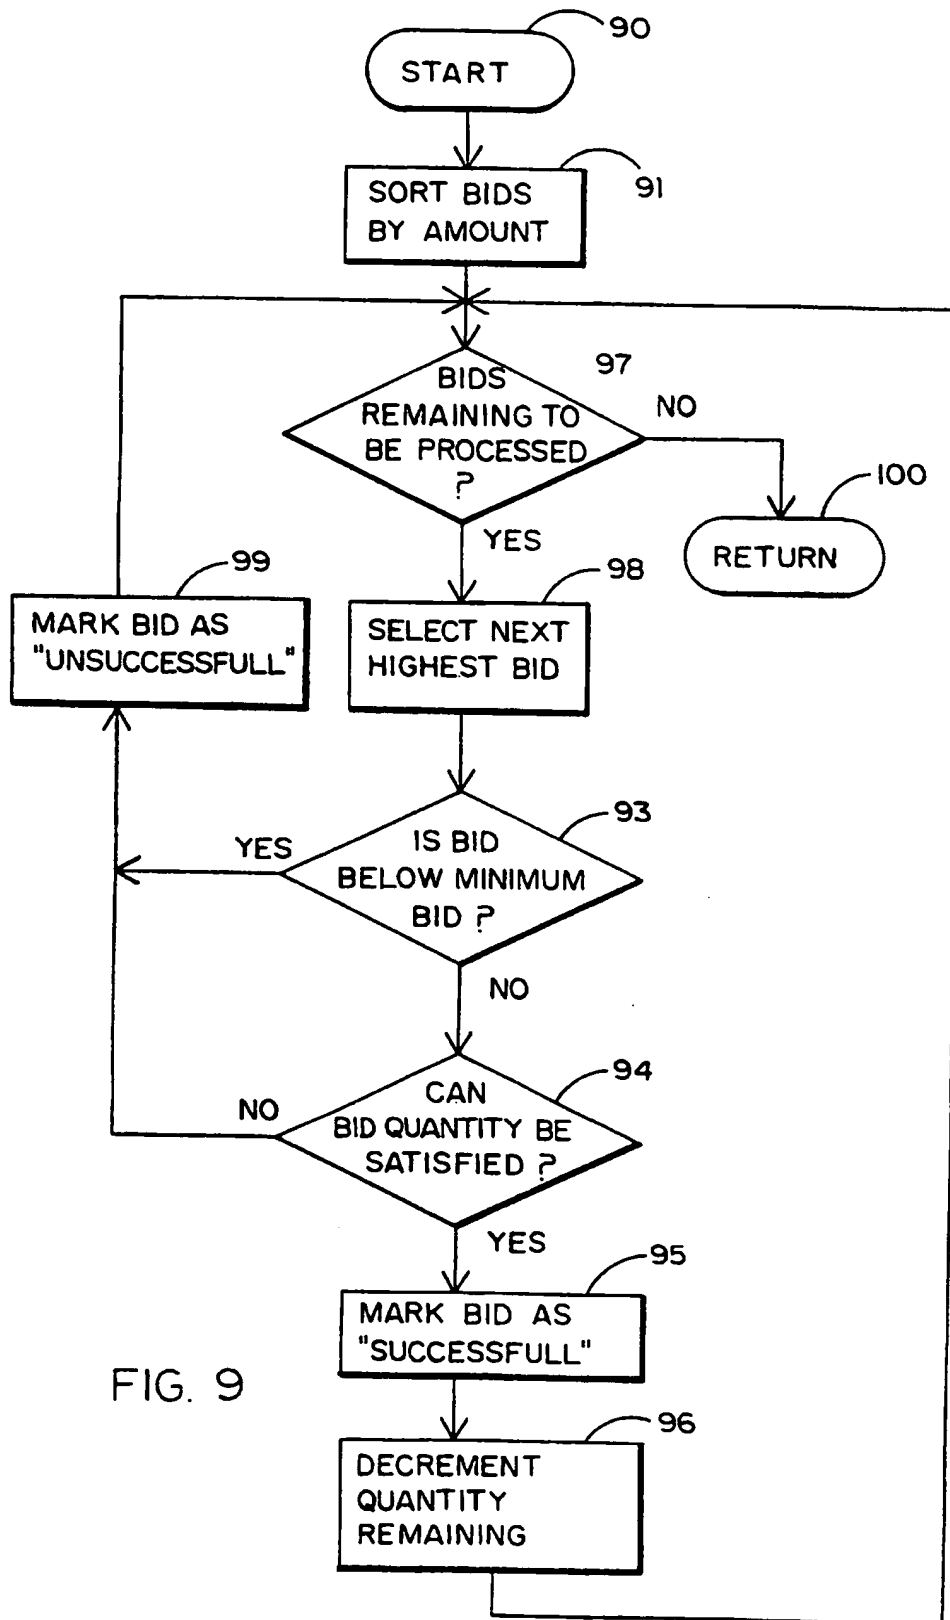 90
START
91
SORT BIDS
BY AMOUNT
97
BIDS
REMAINING TO
BE PROCESSED
?
NO
100
RETURN
YES
99
MARK BID AS
"UNSUCCESSFULL"
98
SELECT NEXT
HIGHEST BID
93
YES
IS BID
BELOW MINIMUM
BID ?
NO
94
NO
CAN
BID QUANTITY BE
SATISFIED ?
YES
95
MARK BID AS
"SUCCESSFULL"
FIG. 9
96
DECREMENT
QUANTITY
REMAINING